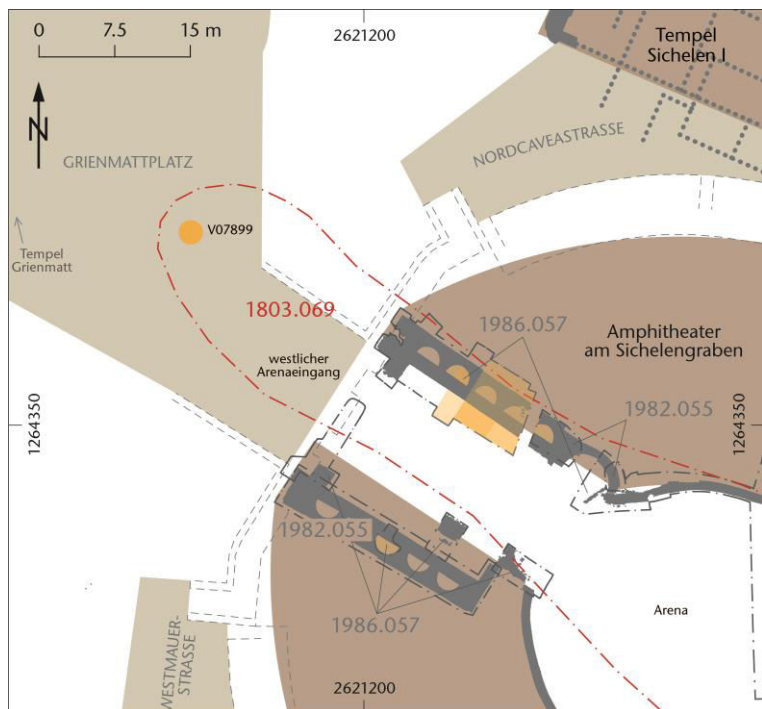 0 7.5 15 m
2621200
Tempel
Sichelen I
N
NORDCAVEASTRASSE
GRIENMATTPLATZ
V07899
Tempel
Grienmatt
1803.069
1986.057
westlicher
Arenaeingang
Amphitheater
am Sichelengraben
1982.055
1264350
1264350
1982.055
1986.057
Arena
WESTMAUER-
STRASSE
2621200